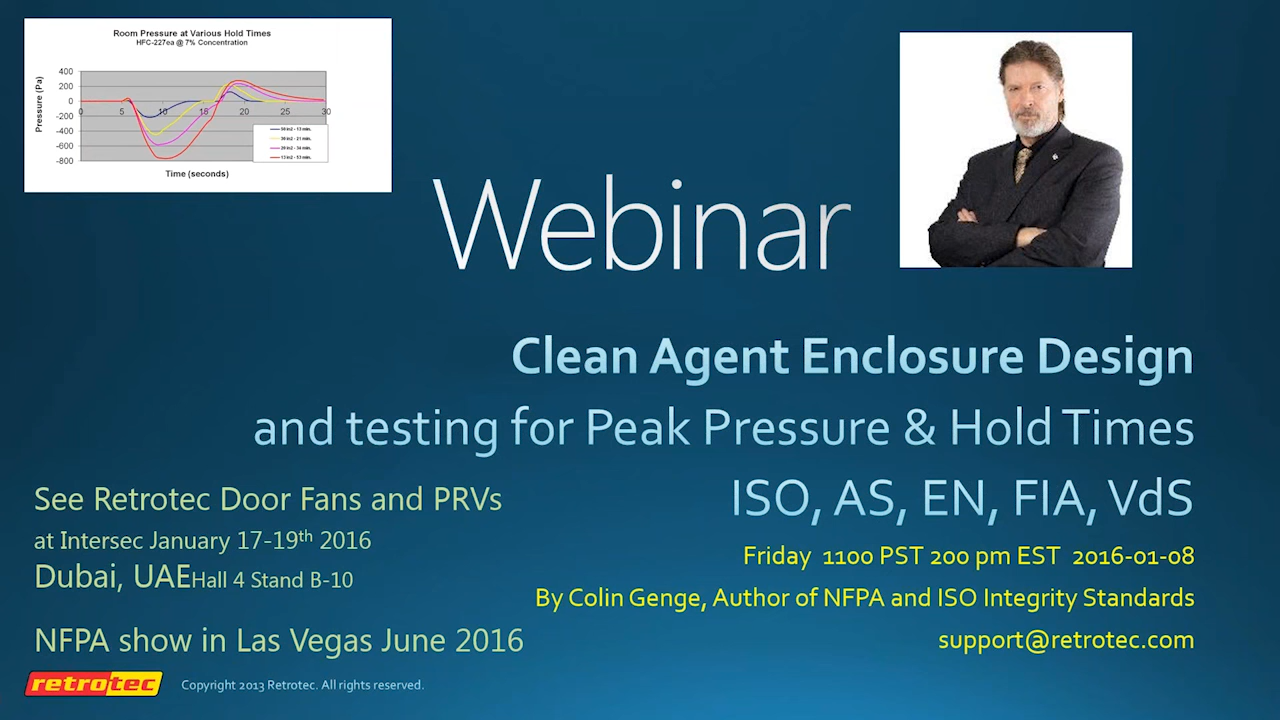 Room Pressure at Various Hold Times
HFC-227ea @ 7% Concentration
Pressure (Pa)
400
200
0
-200
-400
-600
-800
0 5 10 15 20 25 30
Time (seconds)
Webinar
Clean Agent Enclosure Design
and testing for Peak Pressure & Hold Times
ISO, AS, EN, FIA, VdS
Friday 1100 PST 200 pm EST 2016-01-08
By Colin Genge, Author of NFPA and ISO Integrity Standards
support@retrotec.com
See Retrotec Door Fans and PRVs
at Intersec January 17-19th 2016
Dubai, UAE Hall 4 Stand B-10
NFPA show in Las Vegas June 2016
retrotec
Copyright 2013 Retrotec. All rights reserved.